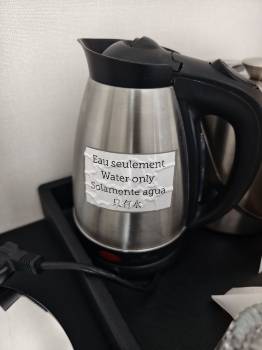 Eau seulement
Water only
Solamente agua
只有水